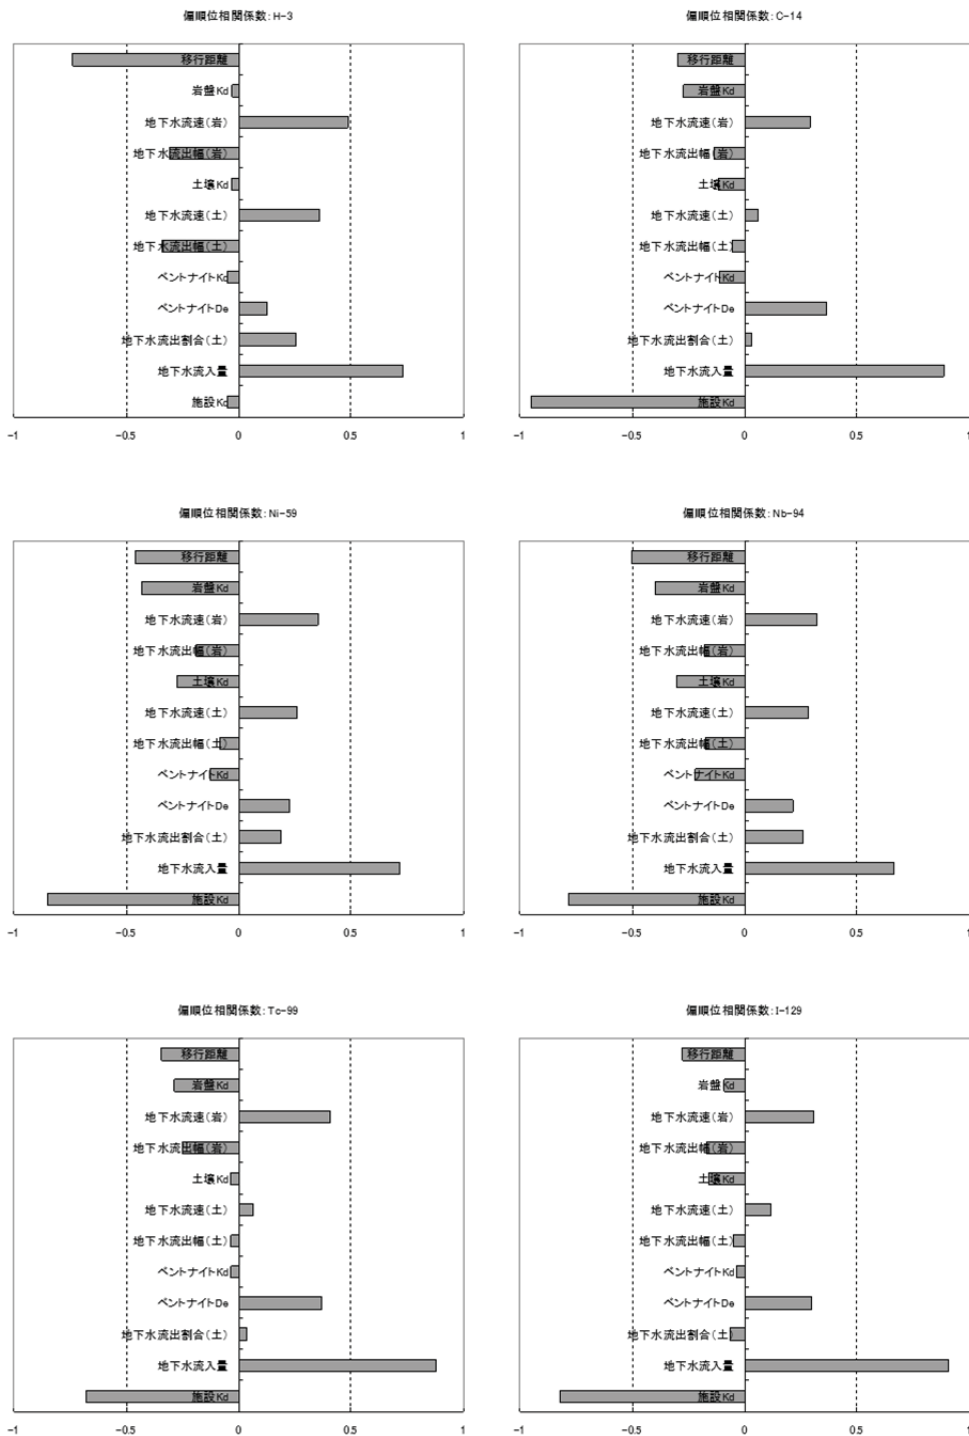 偏順位相関係数:H-3
移行距離
岩盤Kd
地下水流速(岩)
地下水流出幅(岩)
土壌Kd
地下水流速(土)
地下水流出幅(土)
ベントナイトKd
ベントナイトDe
地下水流出割合(土)
地下水流入量
施設Kd
-1 -0.5 0 0.5 1
偏順位相関係数:C-14
移行距離
岩盤Kd
地下水流速(岩)
地下水流出幅(岩)
土壌Kd
地下水流速(土)
地下水流出幅(土)
ベントナイトKd
ベントナイトDe
地下水流出割合(土)
地下水流入量
施設Kd
-1 -0.5 0 0.5 1
偏順位相関係数:Ni-59
移行距離
岩盤Kd
地下水流速(岩)
地下水流出幅(岩)
土壌Kd
地下水流速(土)
地下水流出幅(土)
ベントナイトKd
ベントナイトDe
地下水流出割合(土)
地下水流入量
施設Kd
-1 -0.5 0 0.5 1
偏順位相関係数:Nb-94
移行距離
岩盤Kd
地下水流速(岩)
地下水流出幅(岩)
土壌Kd
地下水流速(土)
地下水流出幅(土)
ベントナイトKd
ベントナイトDe
地下水流出割合(土)
地下水流入量
施設Kd
-1 -0.5 0 0.5 1
偏順位相関係数:Tc-99
移行距離
岩盤Kd
地下水流速(岩)
地下水流出幅(岩)
土壌Kd
地下水流速(土)
地下水流出幅(土)
ベントナイトKd
ベントナイトDe
地下水流出割合(土)
地下水流入量
施設Kd
-1 -0.5 0 0.5 1
偏順位相関係数:I-129
移行距離
岩盤Kd
地下水流速(岩)
地下水流出幅(岩)
土壌Kd
地下水流速(土)
地下水流出幅(土)
ベントナイトKd
ベントナイトDe
地下水流出割合(土)
地下水流入量
施設Kd
-1 -0.5 0 0.5 1